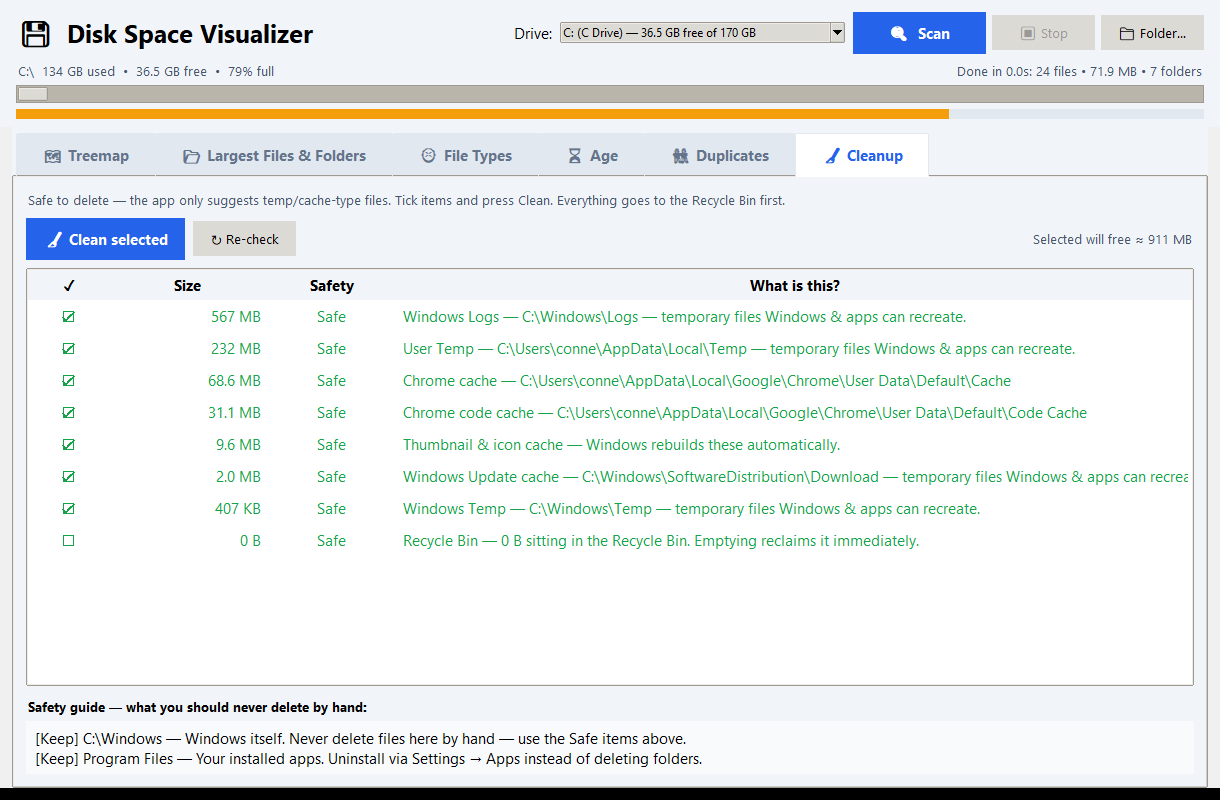 Disk Space Visualizer
Drive: C: (C Drive) — 36.5 GB free of 170 GB Scan Stop Folder...
C:\ 134 GB used • 36.5 GB free • 79% full
Done in 0.0s: 24 files • 71.9 MB • 7 folders
Treemap Largest Files & Folders File Types Age Duplicates Cleanup
Safe to delete — the app only suggests temp/cache-type files. Tick items and press Clean. Everything goes to the Recycle Bin first.
Clean selected ↻ Re-check Selected will free ≈ 911 MB
✓ Size Safety What is this?
567 MB Safe Windows Logs — C:\Windows\Logs — temporary files Windows & apps can recreate.
232 MB Safe User Temp — C:\Users\conne\AppData\Local\Temp — temporary files Windows & apps can recreate.
68.6 MB Safe Chrome cache — C:\Users\conne\AppData\Local\Google\Chrome\User Data\Default\Cache
31.1 MB Safe Chrome code cache — C:\Users\conne\AppData\Local\Google\Chrome\User Data\Default\Code Cache
9.6 MB Safe Thumbnail & icon cache — Windows rebuilds these automatically.
2.0 MB Safe Windows Update cache — C:\Windows\SoftwareDistribution\Download — temporary files Windows & apps can recrea
407 KB Safe Windows Temp — C:\Windows\Temp — temporary files Windows & apps can recreate.
0 B Safe Recycle Bin — 0 B sitting in the Recycle Bin. Emptying reclaims it immediately.
Safety guide — what you should never delete by hand:
[Keep] C:\Windows — Windows itself. Never delete files here by hand — use the Safe items above.
[Keep] Program Files — Your installed apps. Uninstall via Settings → Apps instead of deleting folders.